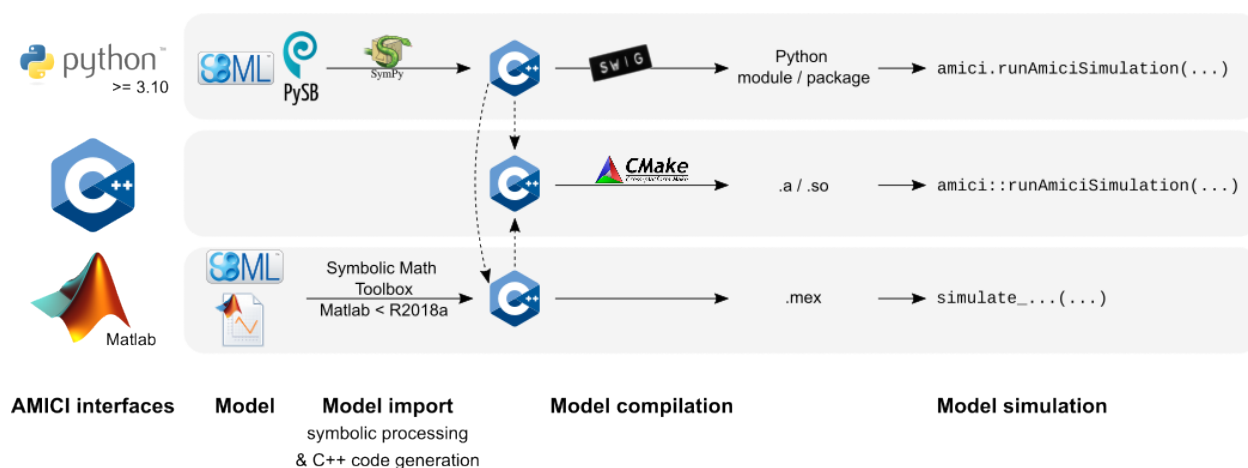 python™
>= 3.10
SBML
PySB
SymPy
C++
SWIG
Python
module / package
amici.runAmiciSimulation(...)
C++
C++
CMake
.a / .so
amici::runAmiciSimulation(...)
Matlab
SBML
Symbolic Math
Toolbox
Matlab < R2018a
C++
.mex
simulate_...(...)
AMICI interfaces
Model
Model import
symbolic processing
& C++ code generation
Model compilation
Model simulation